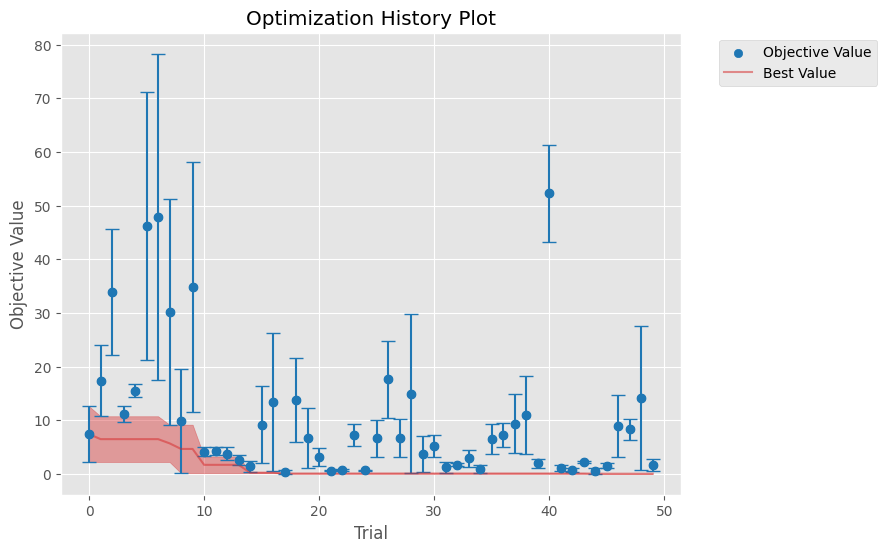 Optimization History Plot
Objective Value
Best Value
80
70
60
50
40
30
20
10
0
Objective Value
0 10 20 30 40 50
Trial